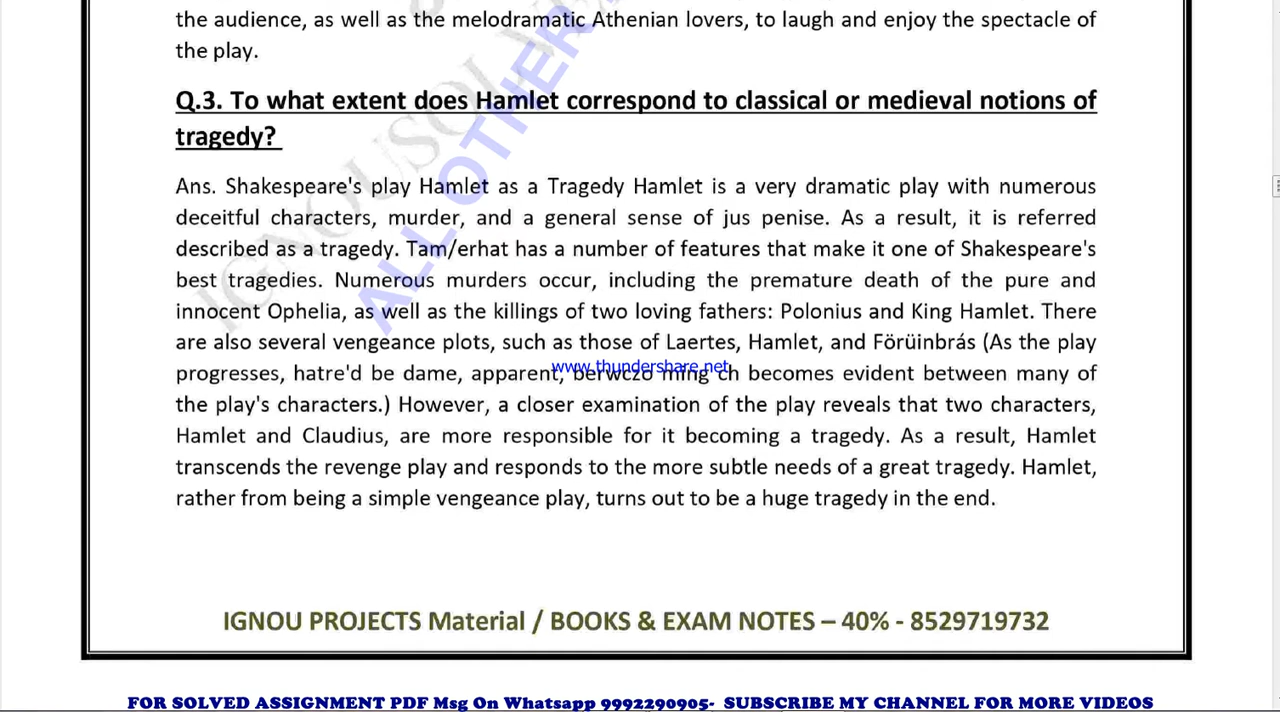 the audience, as well as the melodramatic Athenian lovers, to laugh and enjoy the spectacle of
the play.
Q.3. To what extent does Hamlet correspond to classical or medieval notions of
tragedy?
Ans. Shakespeare's play Hamlet as a Tragedy Hamlet is a very dramatic play with numerous
deceitful characters, murder, and a general sense of jus penise. As a result, it is referred
described as a tragedy. Tam/erhat has a number of features that make it one of Shakespeare's
best tragedies. Numerous murders occur, including the premature death of the pure and
innocent Ophelia, as well as the killings of two loving fathers: Polonius and King Hamlet. There
are also several vengeance plots, such as those of Laertes, Hamlet, and Förüinbrás (As the play
www.thundershare.net
progresses, hatre'd be dame, apparent, berwczo ming ch becomes evident between many of
the play's characters.) However, a closer examination of the play reveals that two characters,
Hamlet and Claudius, are more responsible for it becoming a tragedy. As a result, Hamlet
transcends the revenge play and responds to the more subtle needs of a great tragedy. Hamlet,
rather from being a simple vengeance play, turns out to be a huge tragedy in the end.
ALL OTHER
IGNOU PROJECTS Material / BOOKS & EXAM NOTES – 40% - 8529719732
FOR SOLVED ASSIGNMENT PDF Msg On Whatsapp 9992290905- SUBSCRIBE MY CHANNEL FOR MORE VIDEOS